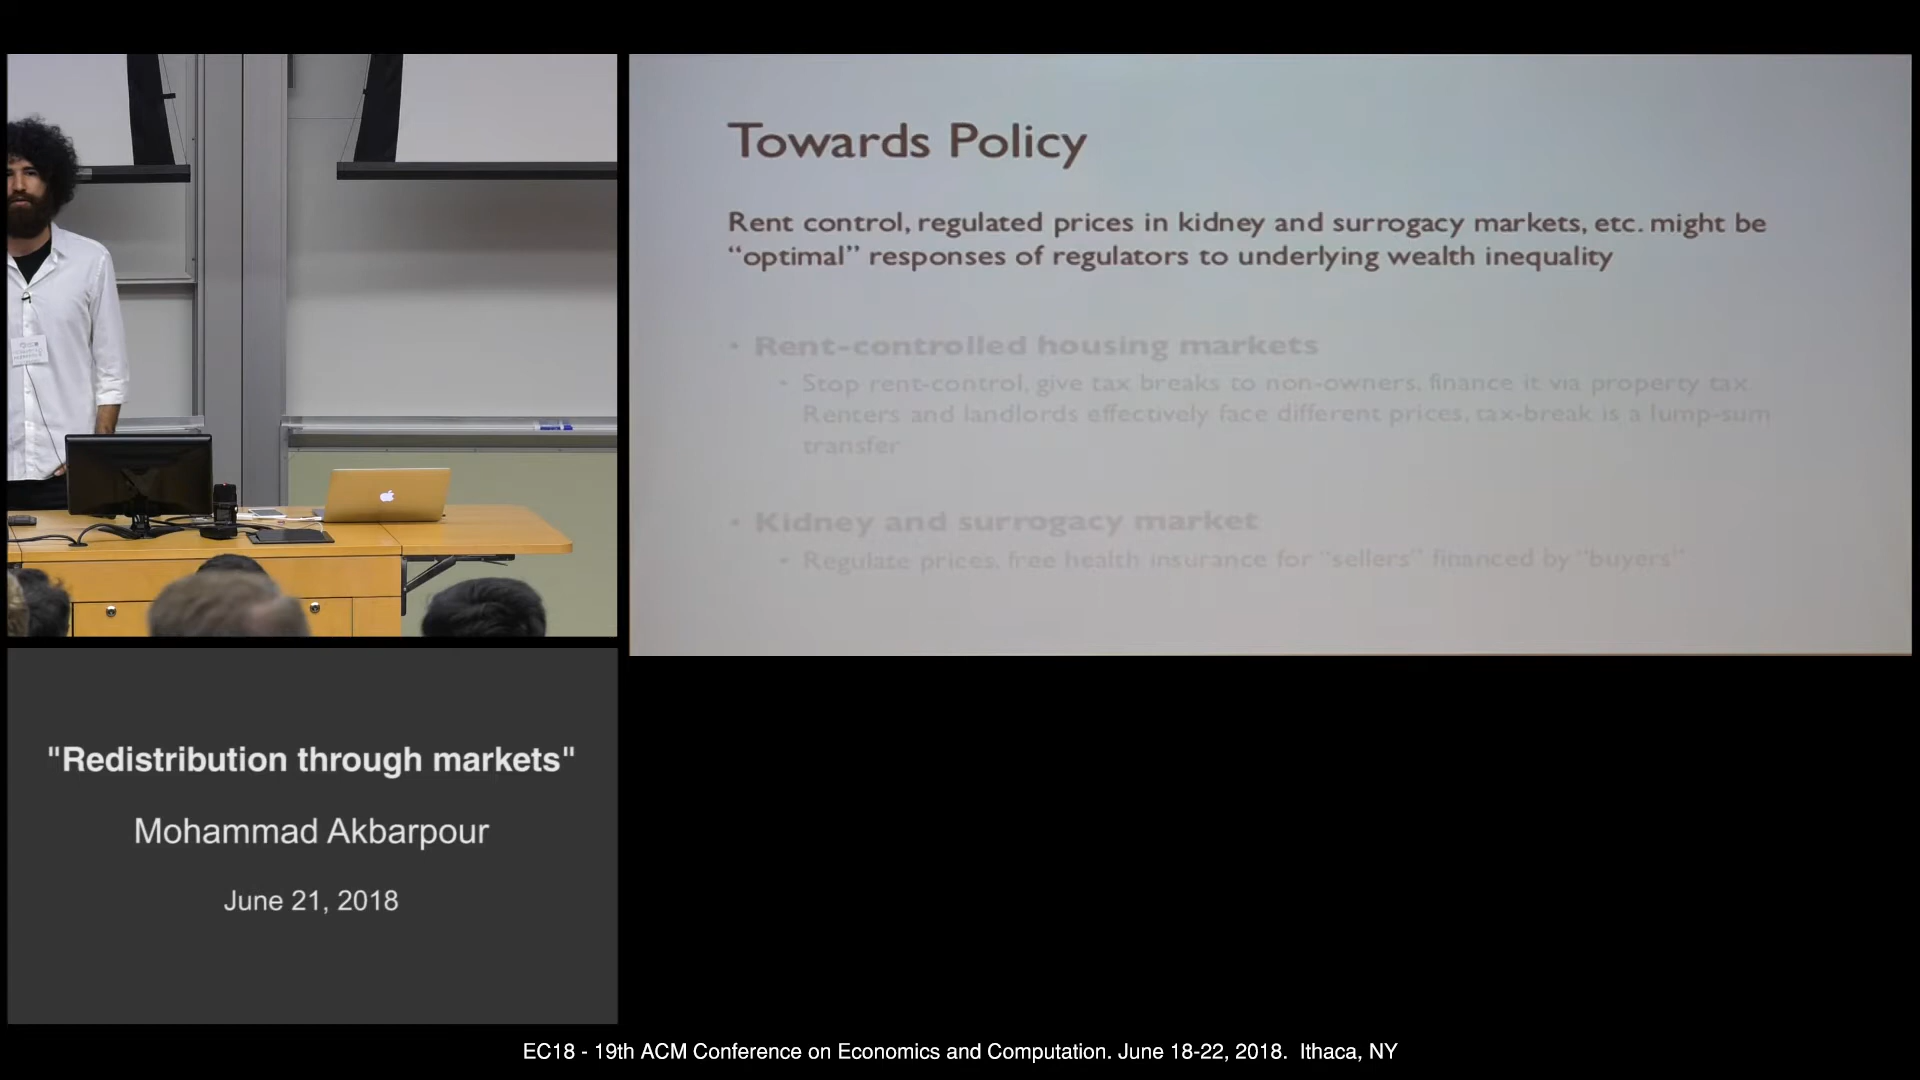 Towards Policy
Rent control, regulated prices in kidney and surrogacy markets, etc. might be
“optimal” responses of regulators to underlying wealth inequality
• Rent-controlled housing markets
• Stop rent-control, give tax breaks to non-owners, finance it via property tax
Renters and landlords effectively face different prices, tax-break is a lump-sum
transfer
• Kidney and surrogacy market
• Regulate prices, free health insurance for “sellers” financed by “buyers”
"Redistribution through markets"
Mohammad Akbarpour
June 21, 2018
EC18 - 19th ACM Conference on Economics and Computation. June 18-22, 2018. Ithaca, NY